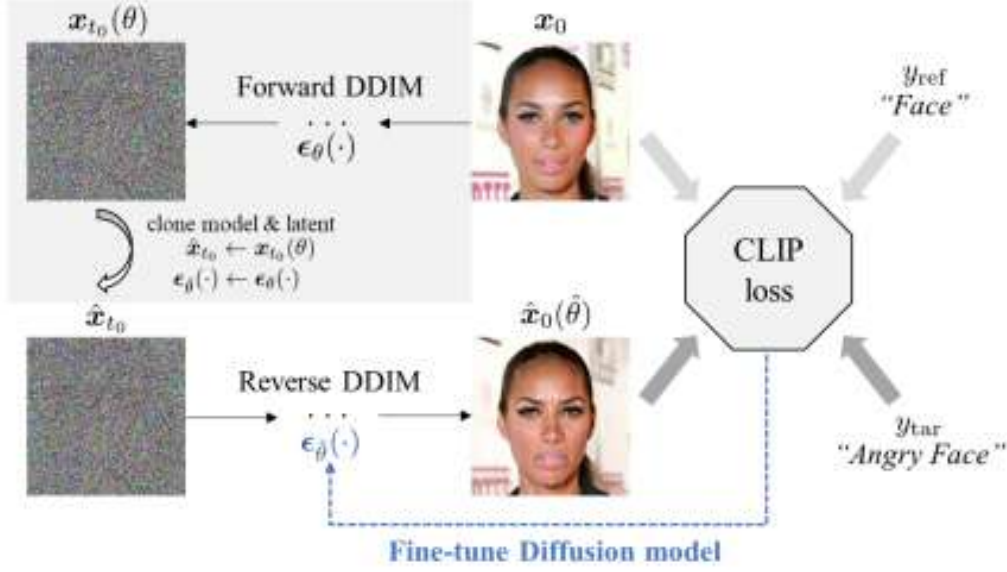 x_{t_0}(θ)
x_0
Forward DDIM
. . .
ϵ_θ(·)
y_ref
“Face”
clone model & latent
x̂_{t_0} ← x_{t_0}(θ)
ϵ_θ̂(·) ← ϵ_θ(·)
CLIP
loss
x̂_{t_0}
x̂_0(θ̂)
Reverse DDIM
. . .
ϵ_θ̂(·)
y_tar
“Angry Face”
Fine-tune Diffusion model